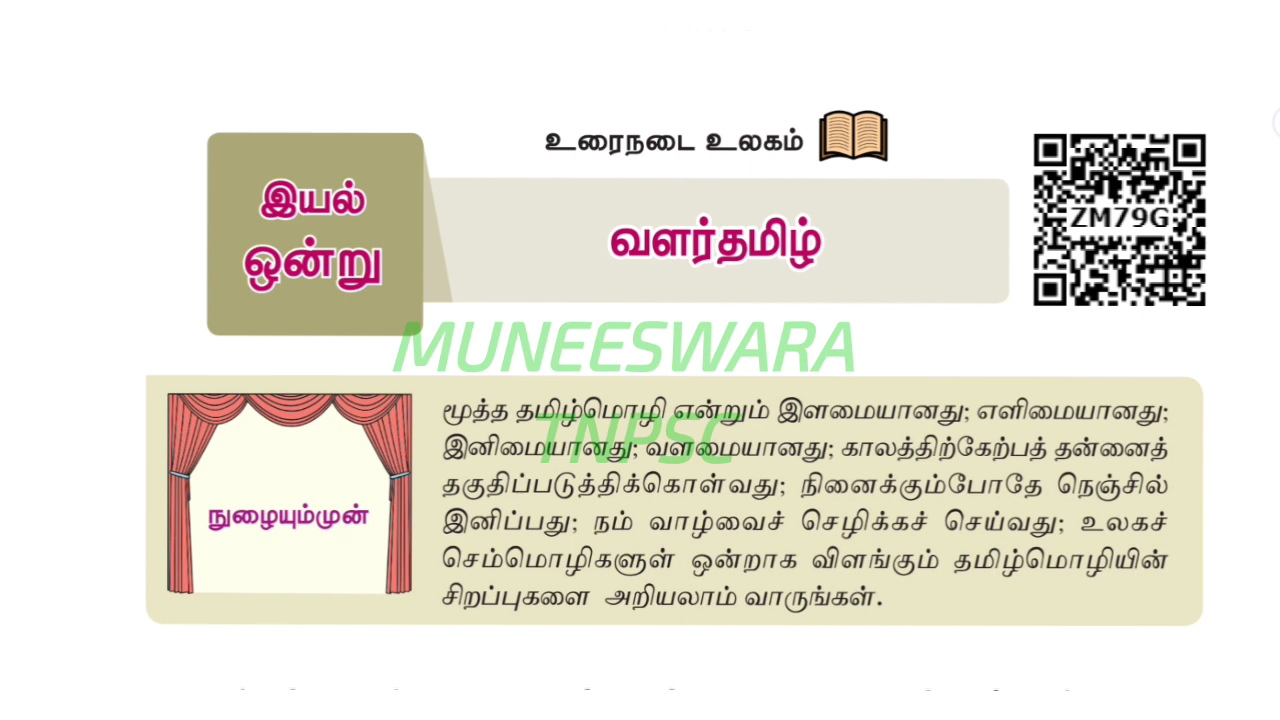 உரைநடை உலகம்
இயல்
ஒன்று
வளர்தமிழ்
ZM79G
MUNEESWARA
TNPSC
நுழையும்முன்
மூத்த தமிழ்மொழி என்றும் இளமையானது; எளிமையானது;
இனிமையானது; வளமையானது; காலத்திற்கேற்பத் தன்னைத்
தகுதிப்படுத்திக்கொள்வது; நினைக்கும்போதே நெஞ்சில்
இனிப்பது; நம் வாழ்வைச் செழிக்கச் செய்வது; உலகச்
செம்மொழிகளுள் ஒன்றாக விளங்கும் தமிழ்மொழியின்
சிறப்புகளை அறியலாம் வாருங்கள்.